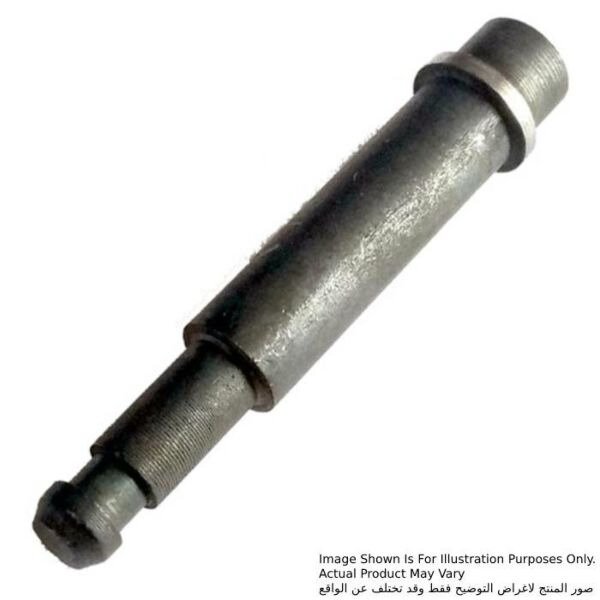 Image Shown Is For Illustration Purposes Only.
Actual Product May Vary
صور المنتج لاغراض التوضيح فقط وقد تختلف عن الواقع